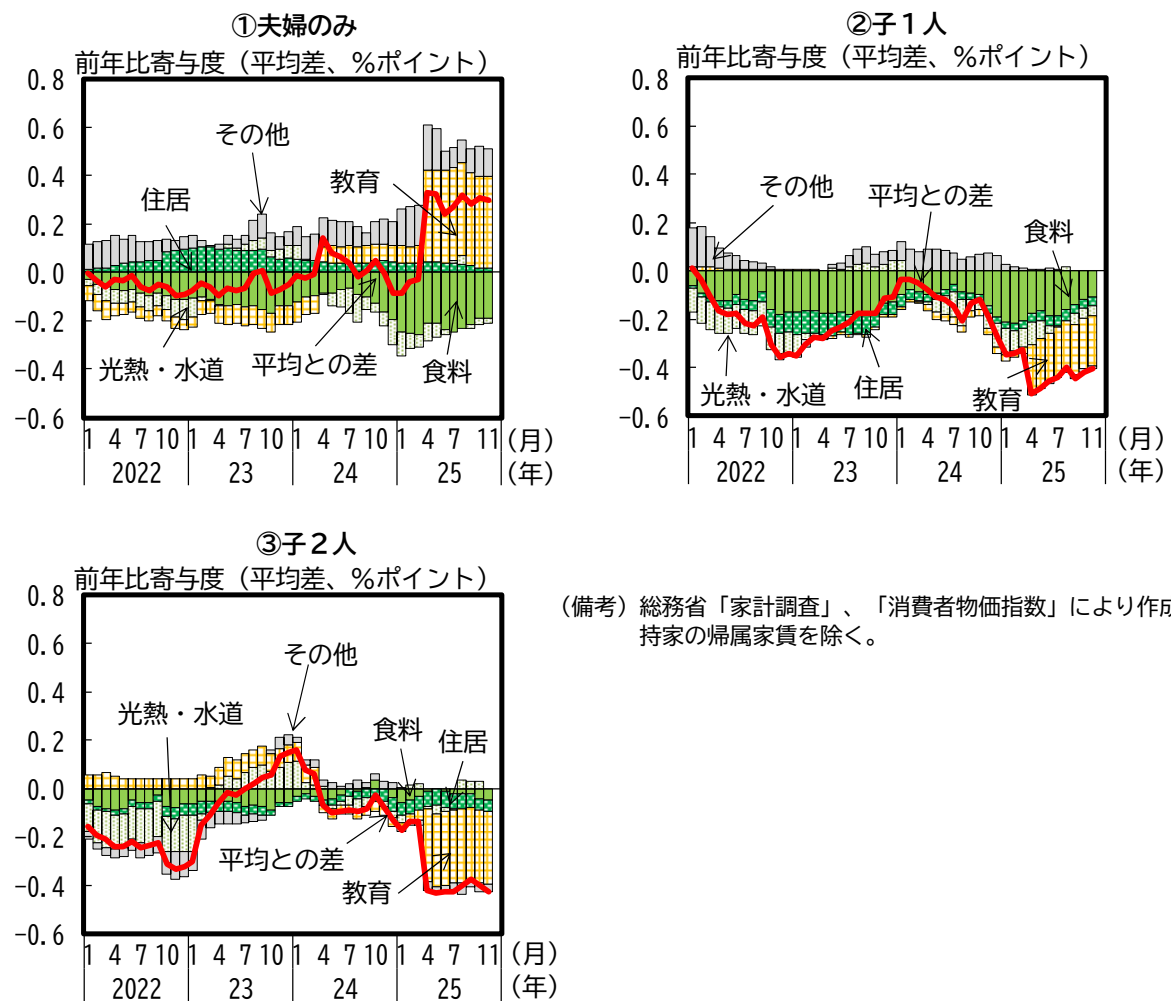 ①夫婦のみ
前年比寄与度（平均差、%ポイント）
0.8
0.6
0.4
0.2
0.0
-0.2
-0.4
-0.6
その他
住居
教育
光熱・水道
平均との差
食料
1 4 7 10 1 4 7 10 1 4 7 10 1 4 7 11（月）
2022 23 24 25（年）
②子１人
前年比寄与度（平均差、%ポイント）
0.8
0.6
0.4
0.2
0.0
-0.2
-0.4
-0.6
その他
平均との差
食料
光熱・水道
住居
教育
1 4 7 10 1 4 7 10 1 4 7 10 1 4 7 11（月）
2022 23 24 25（年）
③子２人
前年比寄与度（平均差、%ポイント）
0.8
0.6
0.4
0.2
0.0
-0.2
-0.4
-0.6
その他
光熱・水道
食料
住居
平均との差
教育
1 4 7 10 1 4 7 10 1 4 7 10 1 4 7 11（月）
2022 23 24 25（年）
（備考）総務省「家計調査」、「消費者物価指数」により作成
持家の帰属家賃を除く。